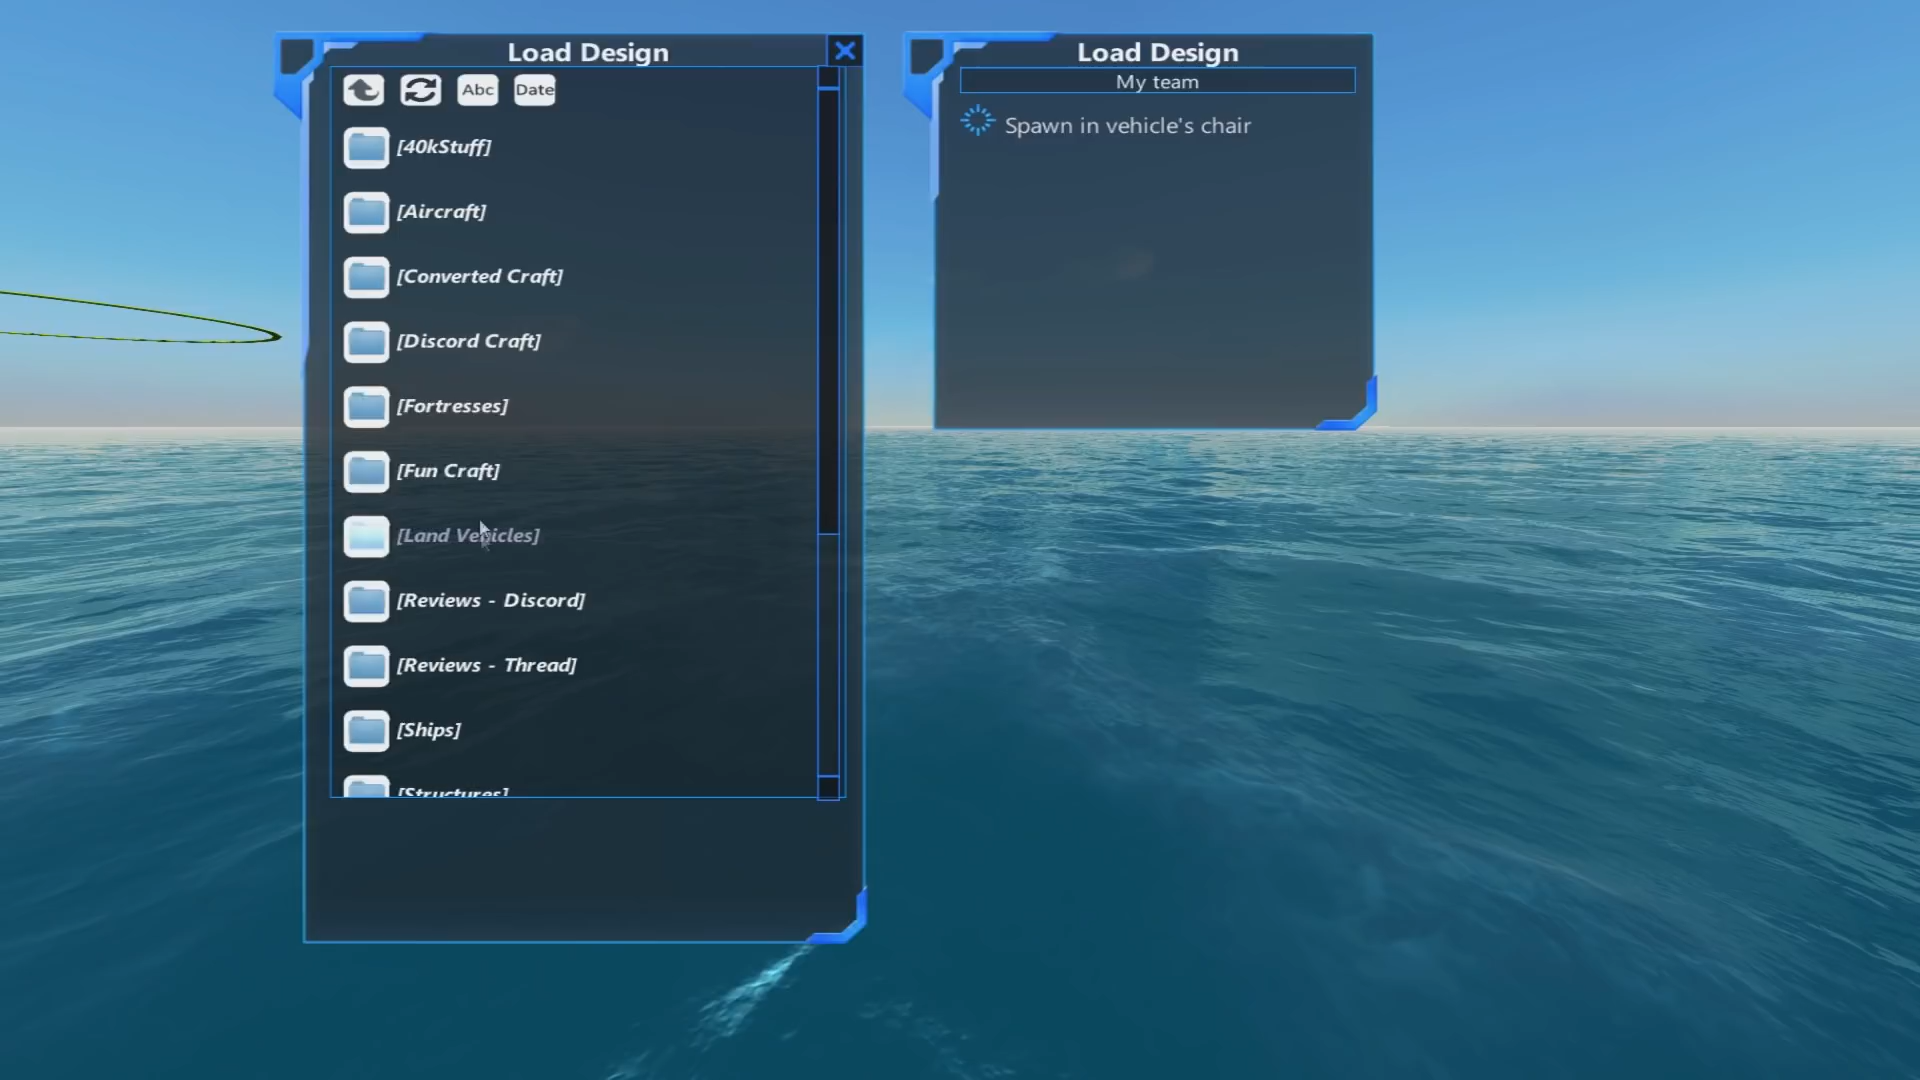 Load Design
Abc
Date
[40kStuff]
[Aircraft]
[Converted Craft]
[Discord Craft]
[Fortresses]
[Fun Craft]
[Land Vehicles]
[Reviews - Discord]
[Reviews - Thread]
[Ships]
[Structures]
Load Design
My team
Spawn in vehicle's chair